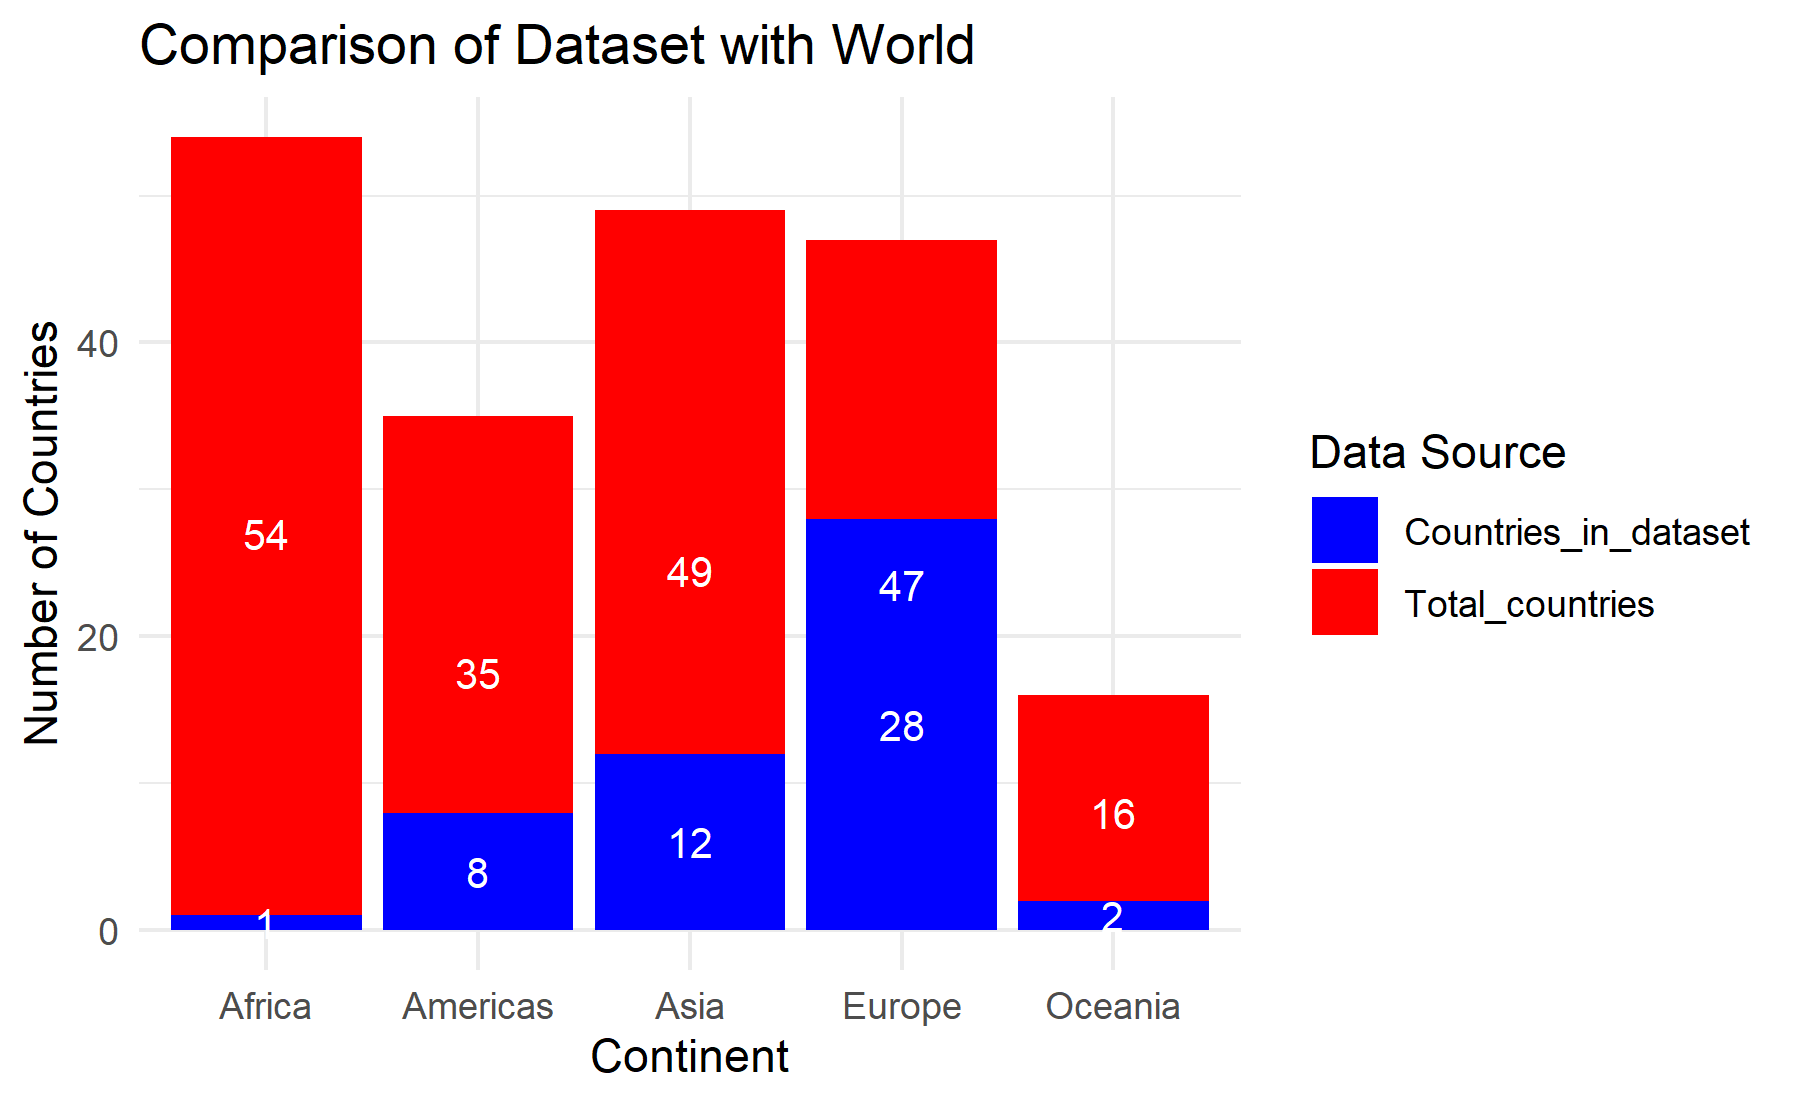 Comparison of Dataset with World
Number of Countries
40
20
0
54
1
35
8
49
12
47
28
16
2
Africa
Americas
Asia
Europe
Oceania
Continent
Data Source
Countries_in_dataset
Total_countries